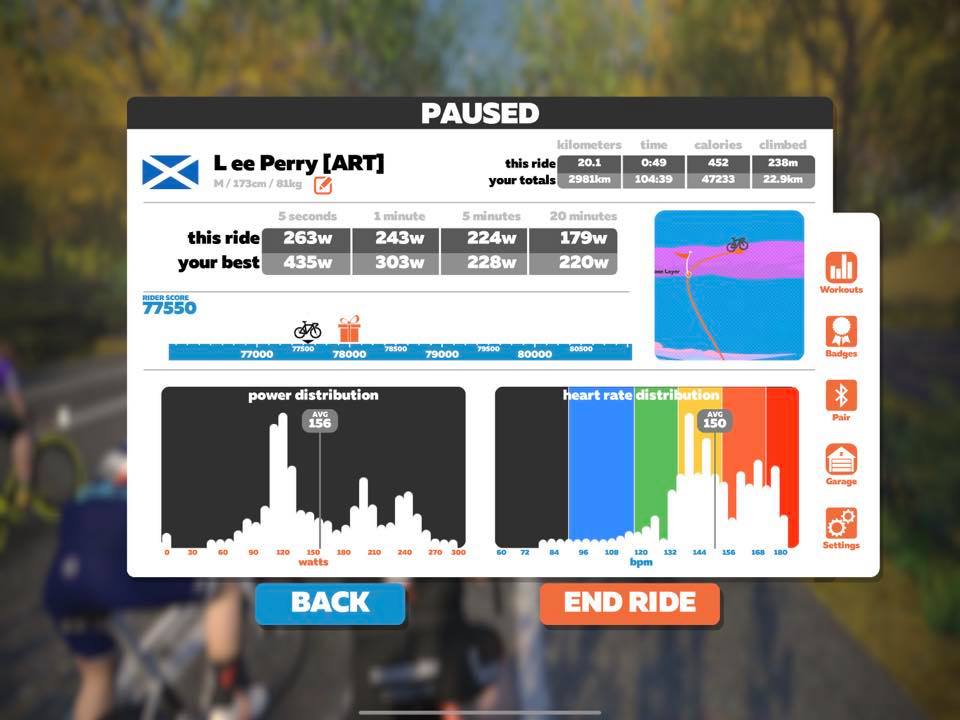 PAUSED
kilometers time calories climbed
L ee Perry [ART]
M / 173cm / 81kg
this ride 20.1 0:49 452 238m
your totals 2981km 104:39 47233 22.9km
5 seconds 1 minute 5 minutes 20 minutes
this ride 263w 243w 224w 179w
your best 435w 303w 228w 220w
RIDER SCORE
77550
77000 77500 78000 78500 79000 79500 80000 80500
Workouts
Badges
Pair
Garage
Settings
power distribution
AVG
156
0 30 60 90 120 150 180 210 240 270 300
watts
heart rate distribution
AVG
150
60 72 84 96 108 120 132 144 156 168 180
bpm
BACK
END RIDE